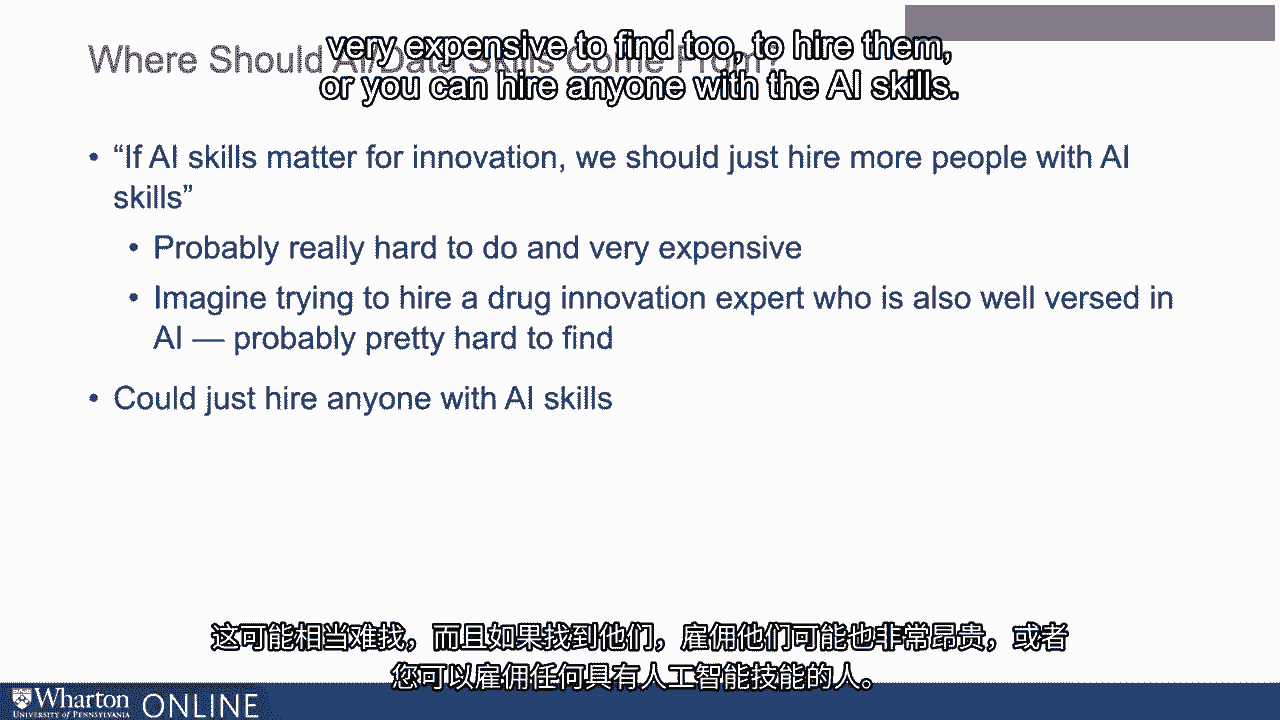 Where Should AI/Data Skills Come From?
very expensive to find too, to hire them,
or you can hire anyone with the AI skills.
• “If AI skills matter for innovation, we should just hire more people with AI
skills”
• Probably really hard to do and very expensive
• Imagine trying to hire a drug innovation expert who is also well versed in
AI — probably pretty hard to find
• Could just hire anyone with AI skills
这可能相当难找，而且如果找到他们，雇佣他们可能也非常昂贵，或者
您可以雇佣任何具有人工智能技能的人。
Wharton ONLINE
UNIVERSITY of PENNSYLVANIA